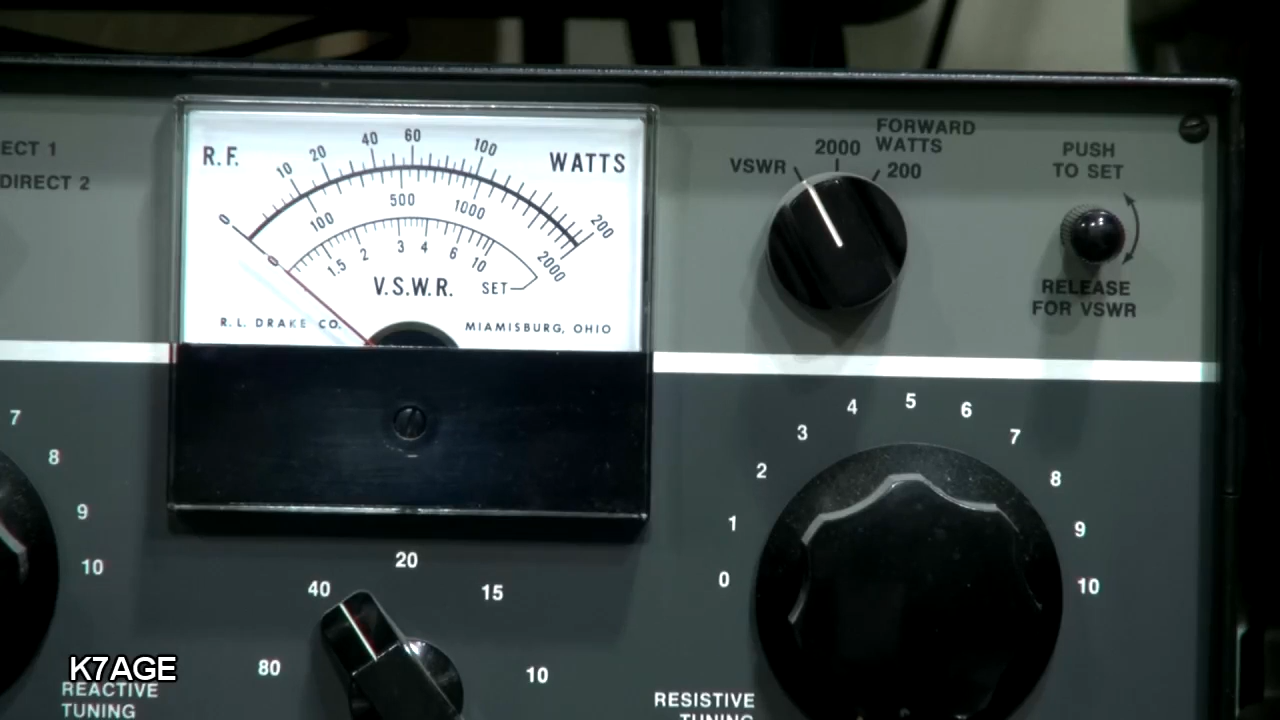 ECT 1
DIRECT 2
R.F.
WATTS
0 10 20 40 60 100 200
0 100 500 1000 2000
1.5 2 3 4 6 10
V.S.W.R.
SET
R. L. DRAKE CO.
MIAMISBURG, OHIO
FORWARD
WATTS
VSWR 2000 200
PUSH
TO SET
RELEASE
FOR VSWR
7
8
9
10
80 40 20 15 10
0 1 2 3 4 5 6 7 8 9 10
K7AGE
REACTIVE
TUNING
RESISTIVE
TUNING